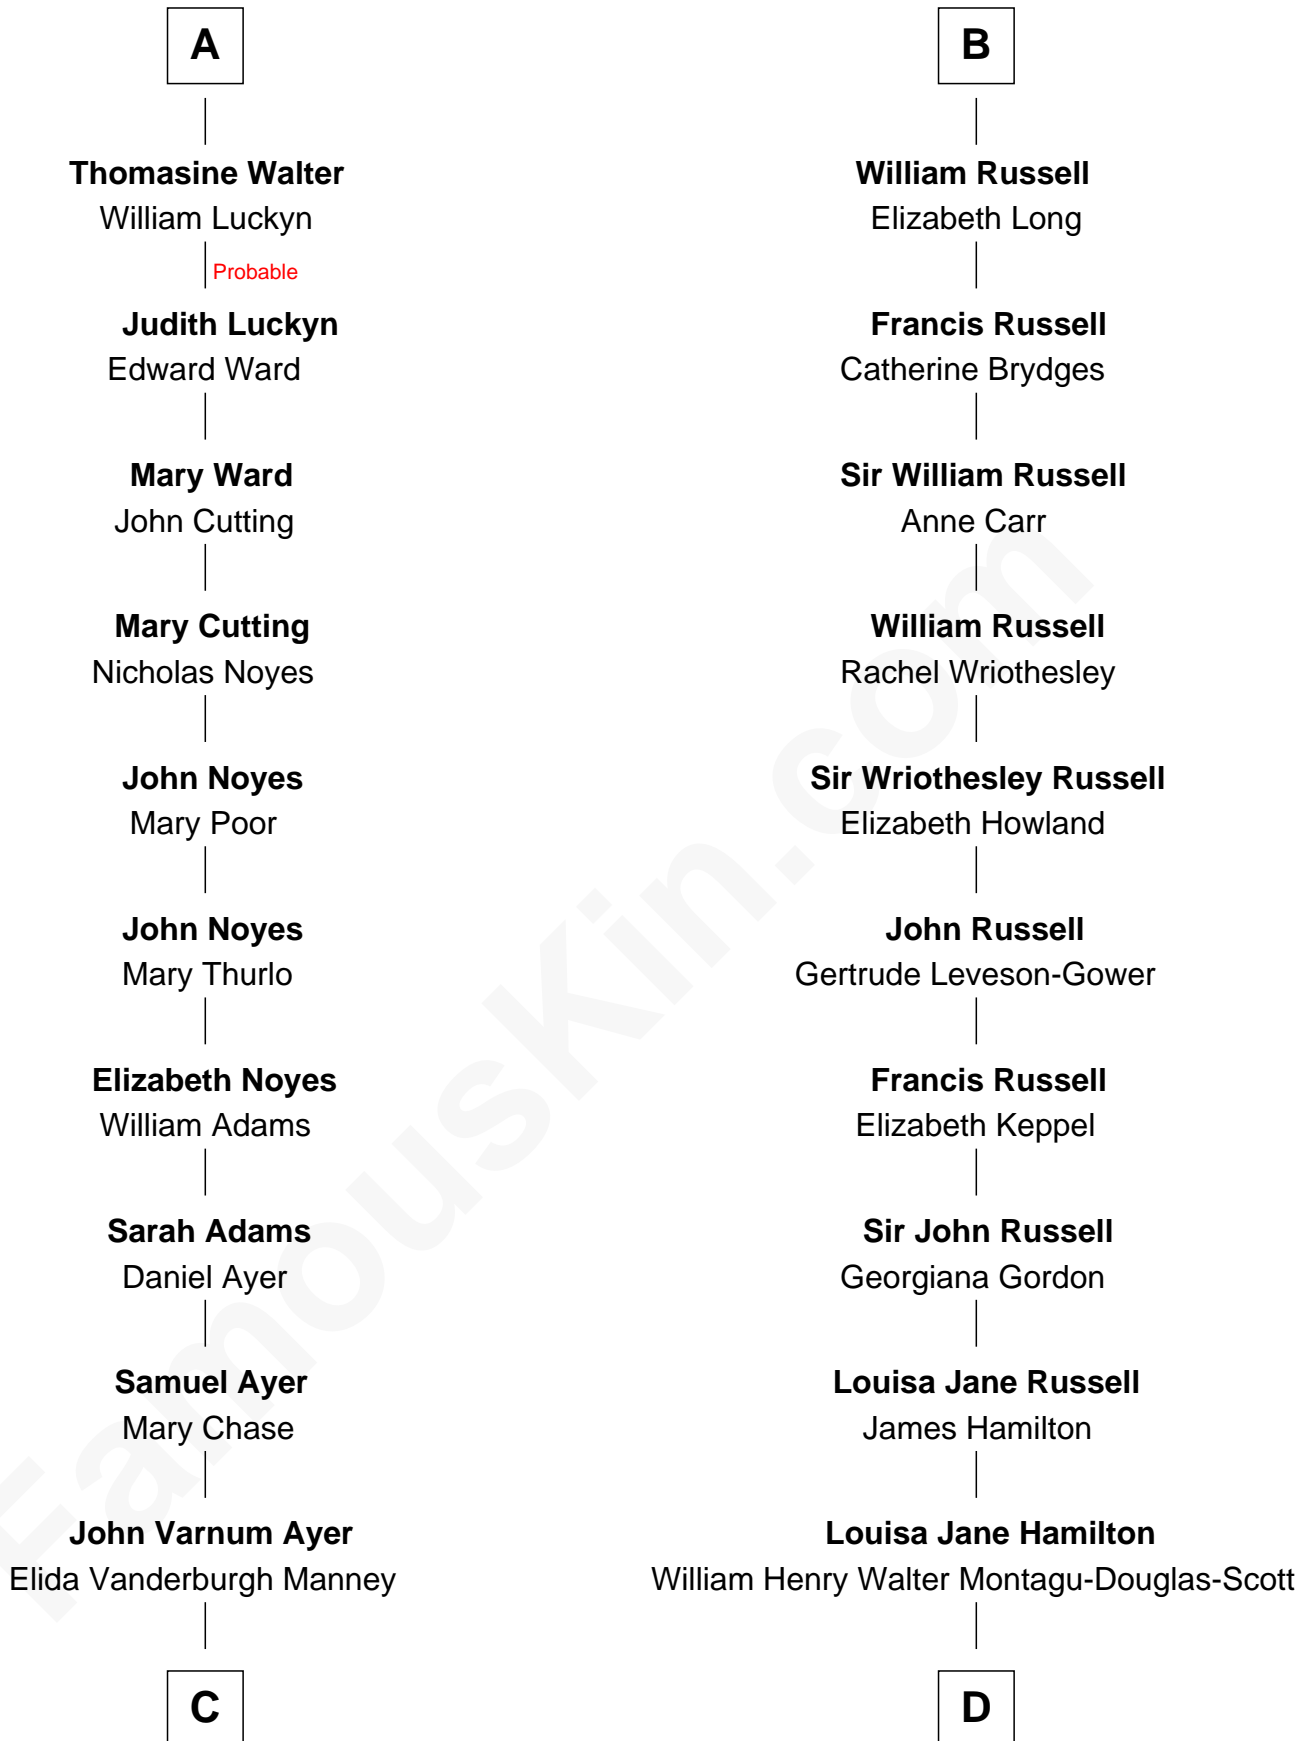 A
Thomasine Walter
William Luckyn
Probable
Judith Luckyn
Edward Ward
Mary Ward
John Cutting
Mary Cutting
Nicholas Noyes
John Noyes
Mary Poor
John Noyes
Mary Thurlo
Elizabeth Noyes
William Adams
Sarah Adams
Daniel Ayer
Samuel Ayer
Mary Chase
John Varnum Ayer
Elida Vanderburgh Manney
C
B
William Russell
Elizabeth Long
Francis Russell
Catherine Brydges
Sir William Russell
Anne Carr
William Russell
Rachel Wriothesley
Sir Wriothesley Russell
Elizabeth Howland
John Russell
Gertrude Leveson-Gower
Francis Russell
Elizabeth Keppel
Sir John Russell
Georgiana Gordon
Louisa Jane Russell
James Hamilton
Louisa Jane Hamilton
William Henry Walter Montagu-Douglas-Scott
D
FamousKin.com